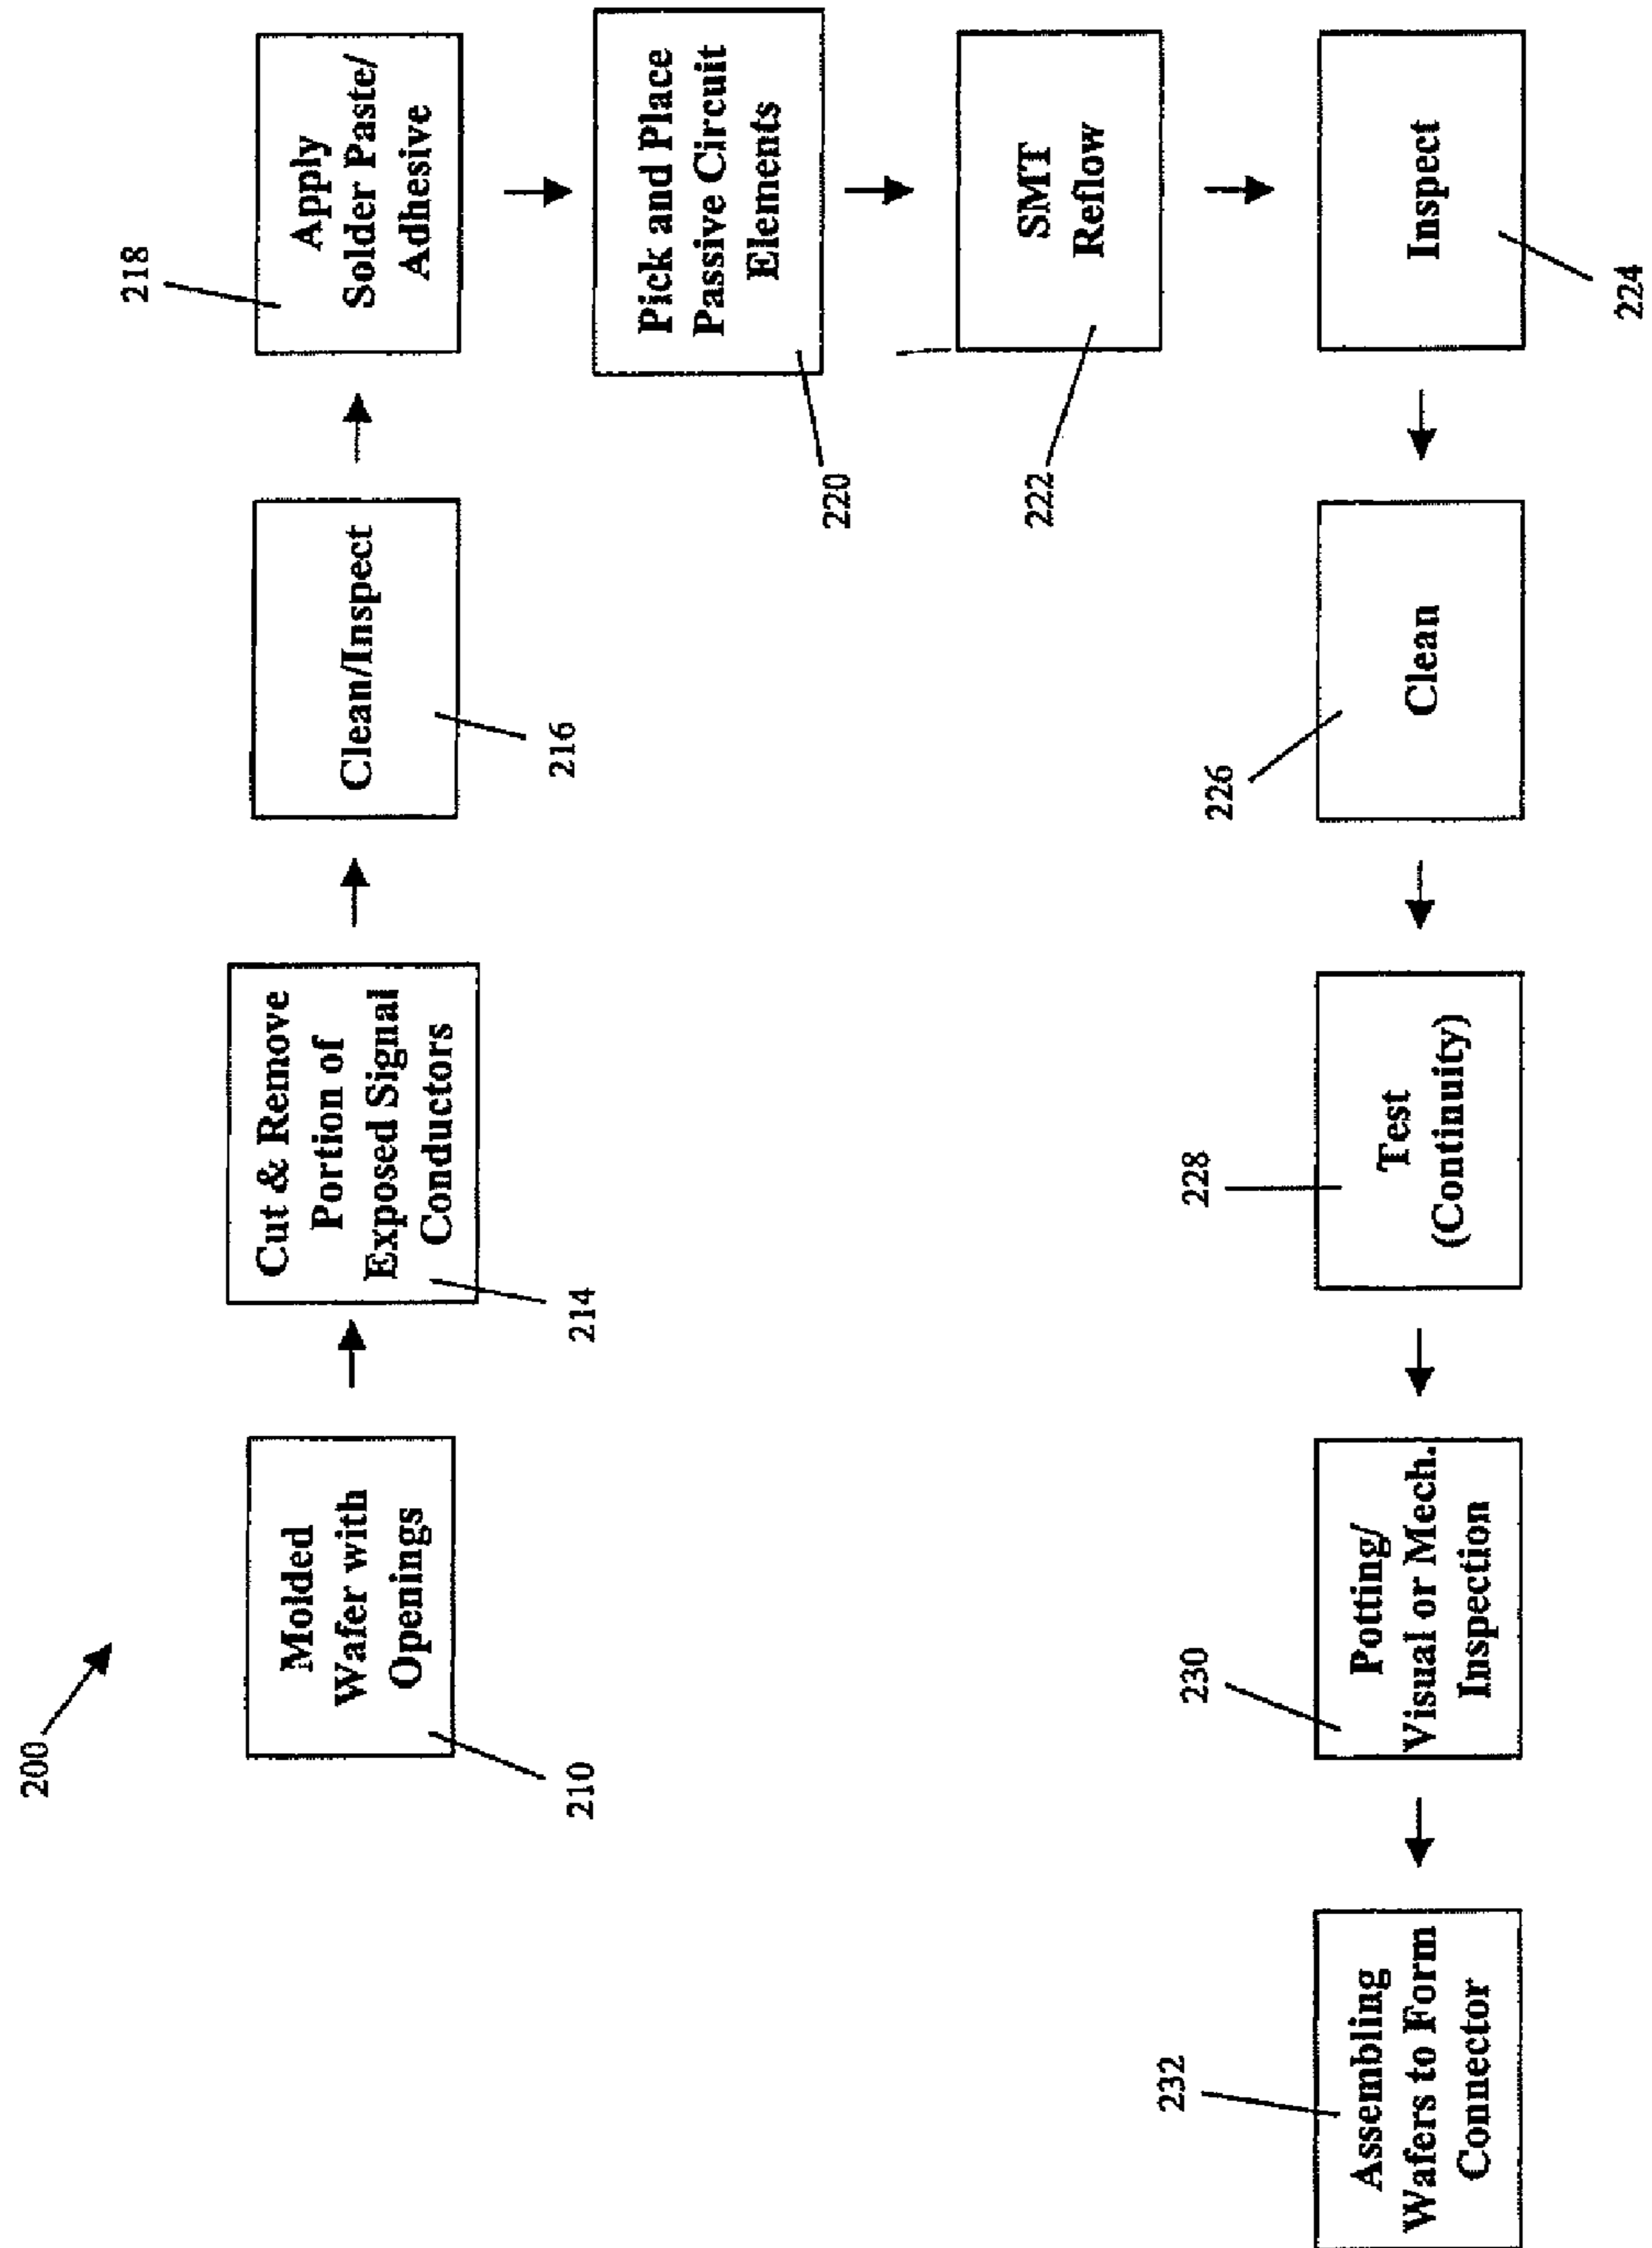 200
Molded
Wafer with
Openings
210
Cut & Remove
Portion of
Exposed Signal
Conductors
214
Clean/Inspect
216
Apply
Solder Paste/
Adhesive
218
Pick and Place
Passive Circuit
Elements
220
SMT
Reflow
222
Inspect
224
Clean
226
Test
(Continuity)
228
Potting/
Visual or Mech.
Inspection
230
Assembling
Wafers to Form
Connector
232